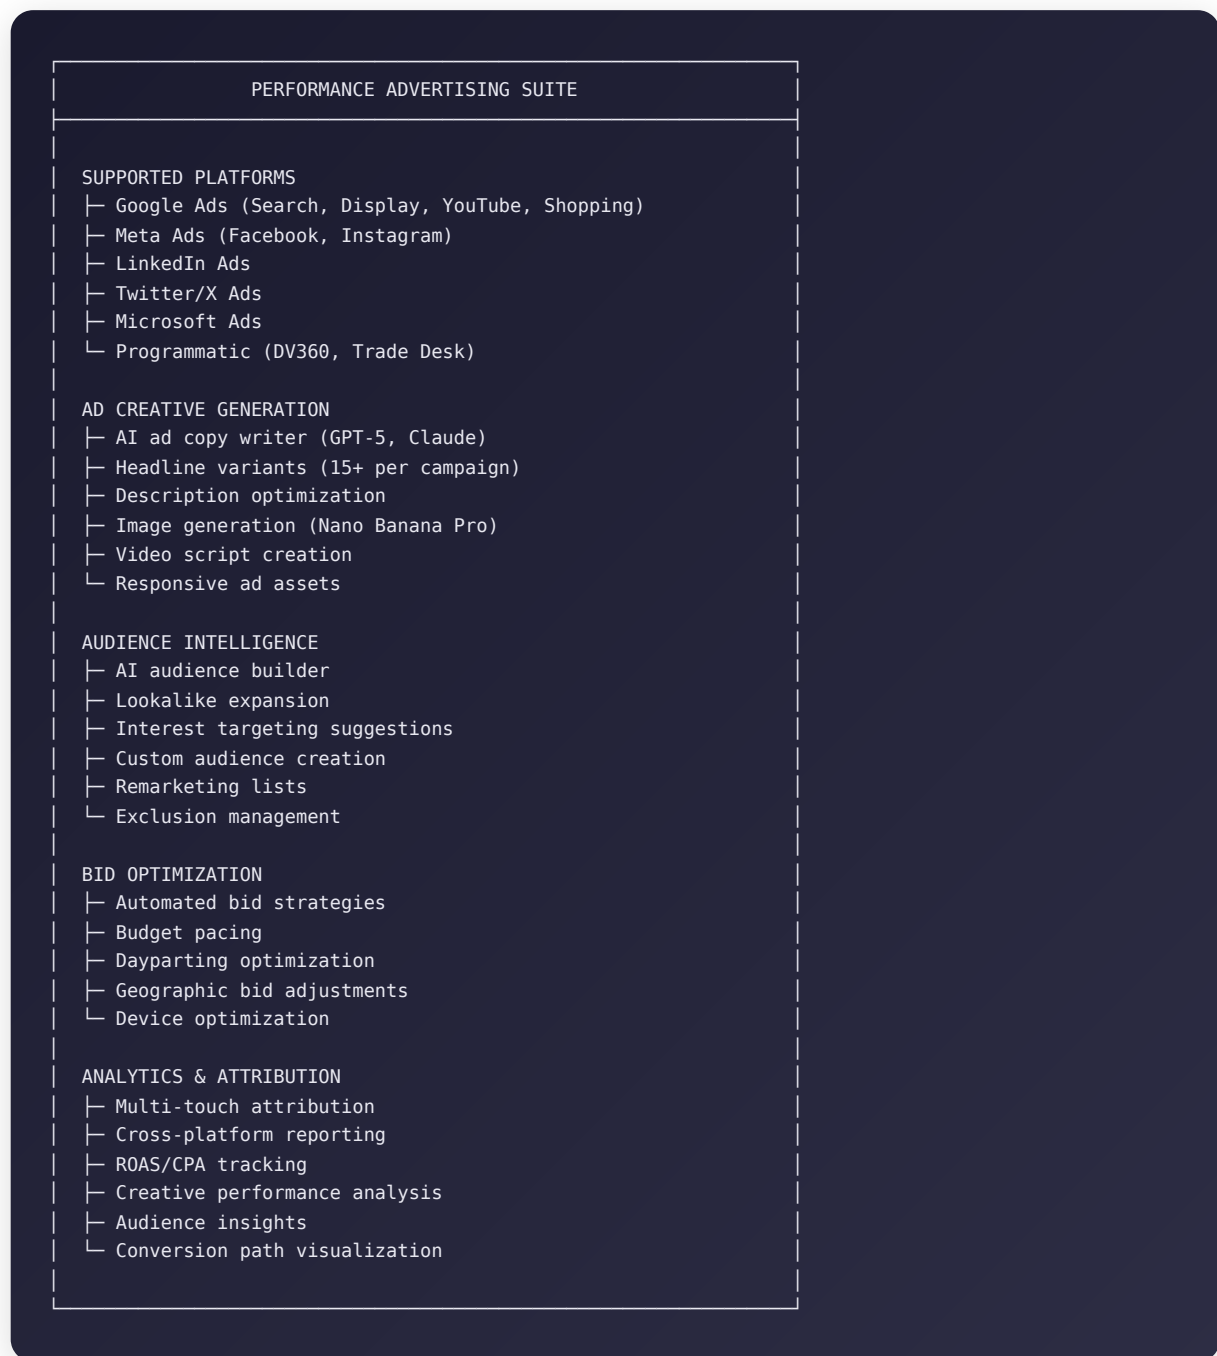 PERFORMANCE ADVERTISING SUITE
SUPPORTED PLATFORMS
├─ Google Ads (Search, Display, YouTube, Shopping)
├─ Meta Ads (Facebook, Instagram)
├─ LinkedIn Ads
├─ Twitter/X Ads
├─ Microsoft Ads
└─ Programmatic (DV360, Trade Desk)
AD CREATIVE GENERATION
├─ AI ad copy writer (GPT-5, Claude)
├─ Headline variants (15+ per campaign)
├─ Description optimization
├─ Image generation (Nano Banana Pro)
├─ Video script creation
└─ Responsive ad assets
AUDIENCE INTELLIGENCE
├─ AI audience builder
├─ Lookalike expansion
├─ Interest targeting suggestions
├─ Custom audience creation
├─ Remarketing lists
└─ Exclusion management
BID OPTIMIZATION
├─ Automated bid strategies
├─ Budget pacing
├─ Dayparting optimization
├─ Geographic bid adjustments
└─ Device optimization
ANALYTICS & ATTRIBUTION
├─ Multi-touch attribution
├─ Cross-platform reporting
├─ ROAS/CPA tracking
├─ Creative performance analysis
├─ Audience insights
└─ Conversion path visualization